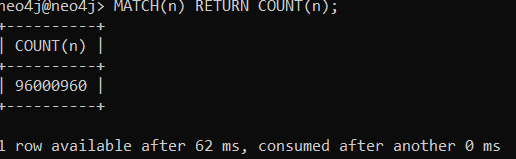 neo4j@neo4j> MATCH(n) RETURN COUNT(n);
+----------+
| COUNT(n) |
+----------+
| 96000960 |
+----------+
1 row available after 62 ms, consumed after another 0 ms